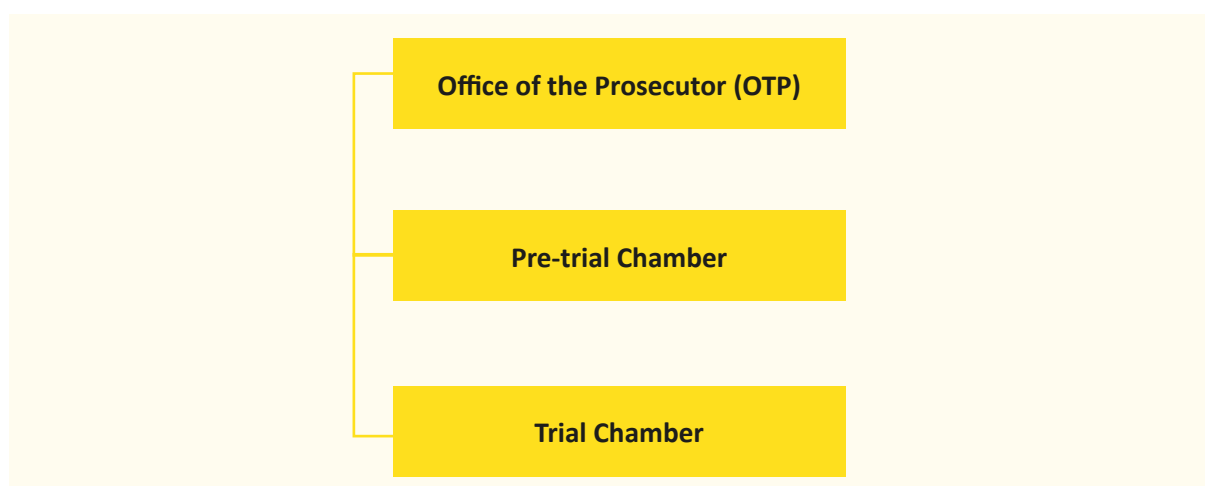 Office of the Prosecutor (OTP)
Pre-trial Chamber
Trial Chamber